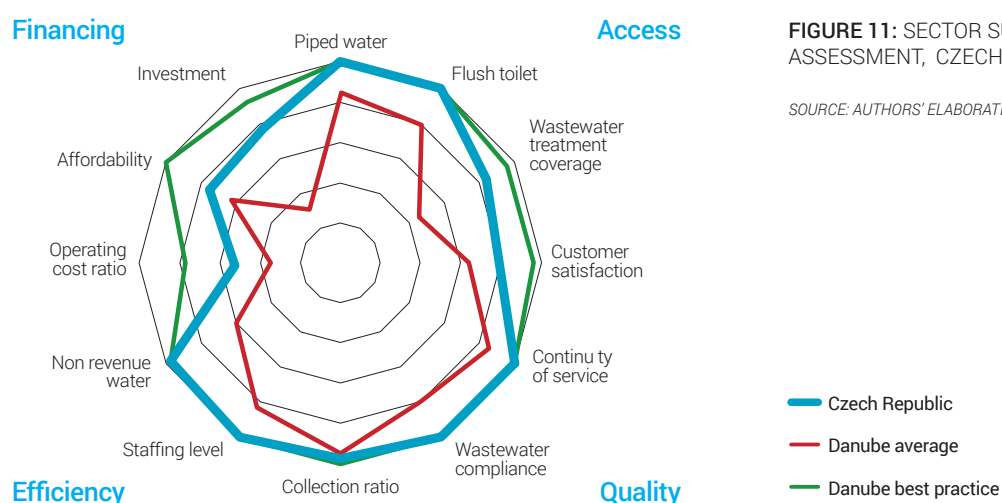 Financing
Access
FIGURE 11: SECTOR
ASSESSMENT, CZECH
SOURCE: AUTHORS'
Piped water
Flush toilet
Wastewater
treatment
coverage
Customer
satisfaction
Continu ty
of service
Wastewater
compliance
Collection ratio
Staffing level
Non revenue
water
Operating
cost ratio
Affordability
Investment
Efficiency
Quality
Czech Republic
Danube average
Danube best practice